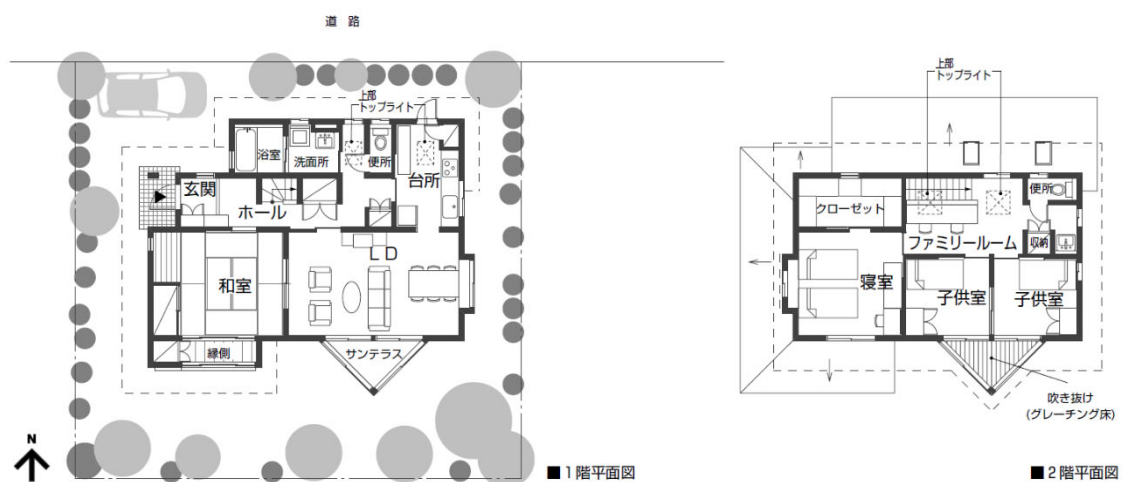 道 路
上部
トップライト
浴室
洗面所
便所
台所
玄関
ホール
LD
和室
縁側
サンテラス
N
■1階平面図
上部
トップライト
便所
クローゼット
ファミリールーム
収納
寝室
子供室
子供室
吹き抜け
(グレーチング床)
■2階平面図